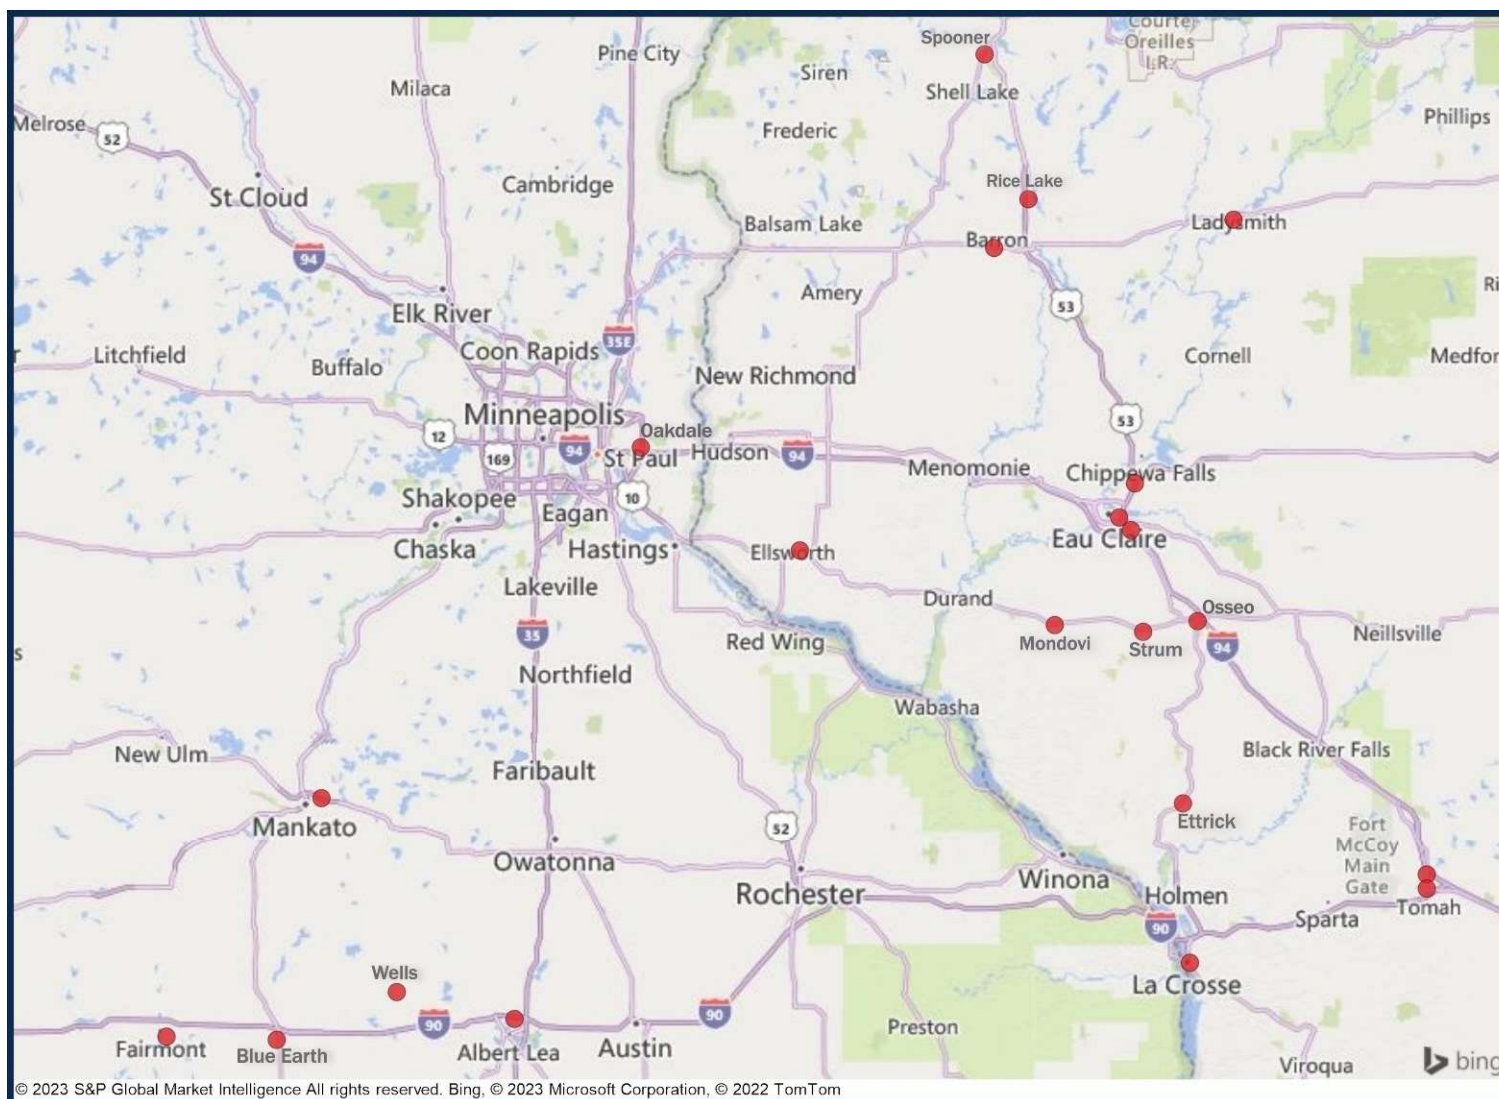 Spooner
Courte
Oreilles
I.R.
Pine City
Siren
Milaca
Shell Lake
Phillips
Melrose
52
Frederic
Cambridge
Rice Lake
St Cloud
Balsam Lake
Ladysmith
Barron
94
Amery
Ri
53
Elk River
35E
Coon Rapids
Litchfield
Buffalo
Cornell
Medfor
New Richmond
Minneapolis
53
12
Oakdale
94
169
St Paul
Hudson
94
Menomonie
Chippewa Falls
Shakopee
10
Eagan
Chaska
Hastings
Ellsworth
Eau Claire
Lakeville
Durand
Osseo
35
Red Wing
Mondovi
Strum
94
Neillsville
s
Northfield
Wabasha
New Ulm
Black River Falls
Faribault
Mankato
52
Ettrick
Fort
McCoy
Main
Gate
Owatonna
Rochester
Winona
Holmen
Tomah
90
Sparta
Wells
La Crosse
90
90
Fairmont
Blue Earth
Albert Lea
Austin
Preston
Viroqua
bing
© 2023 S&P Global Market Intelligence All rights reserved. Bing, © 2023 Microsoft Corporation, © 2022 TomTom